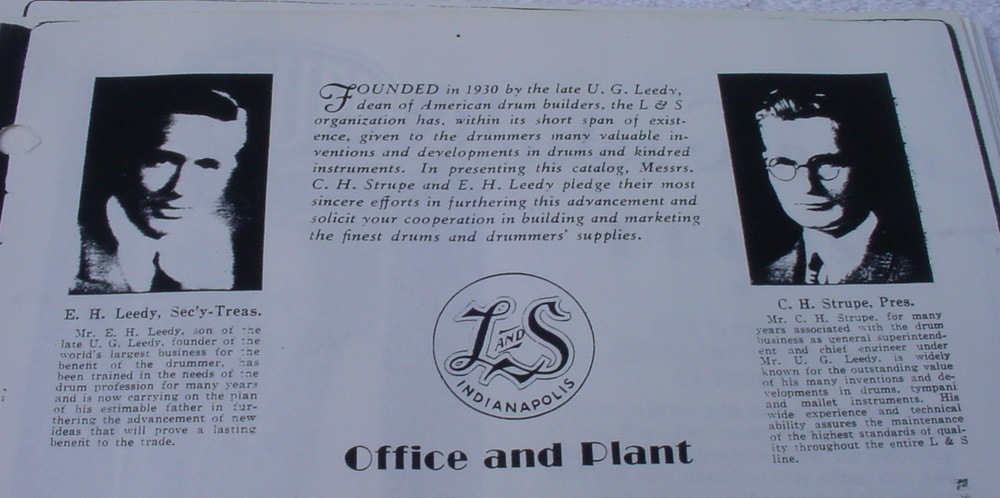 FOUNDED in 1930 by the late U. G. Leedy,
dean of American drum builders, the L & S
organization has, within its short span of exist-
ence, given to the drummers many valuable in-
ventions and developments in drums and kindred
instruments. In presenting this catalog, Messrs.
C. H. Strupe and E. H. Leedy pledge their most
sincere efforts in furthering this advancement and
solicit your cooperation in building and marketing
the finest drums and drummers' supplies.
E. H. Leedy, Sec'y-Treas.
Mr. E. H. Leedy, son of the
late U. G. Leedy, founder of the
world's largest business for the
benefit of the drummer, has
been trained in the needs of the
drum profession for many years
and is now carrying on the plan
of his estimable father in fur-
thering the advancement of new
ideas that will prove a lasting
benefit to the trade.
L AND S
INDIANAPOLIS
Office and Plant
C. H. Strupe, Pres.
Mr. C. H. Strupe, for many
years associated with the drum
business as general superintend-
ent and chief engineer under
Mr. U. G. Leedy, is widely
known for the outstanding value
of his many inventions and de-
velopments in drums, tympani
and mallet instruments. His
wide experience and technical
ability assures the maintenance
of the highest standards of qual-
ity throughout the entire L & S
line.